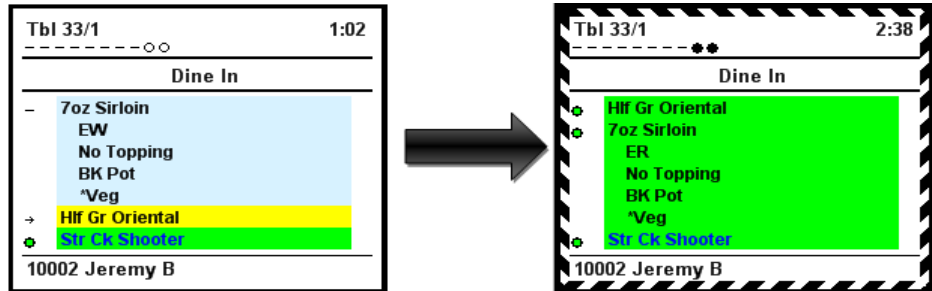 Tbl 33/1 1:02
Dine In
7oz Sirloin
EW
No Topping
BK Pot
*Veg
Hlf Gr Oriental
Str Ck Shooter
10002 Jeremy B
Tbl 33/1 2:38
Dine In
Hlf Gr Oriental
7oz Sirloin
ER
No Topping
BK Pot
*Veg
Str Ck Shooter
10002 Jeremy B